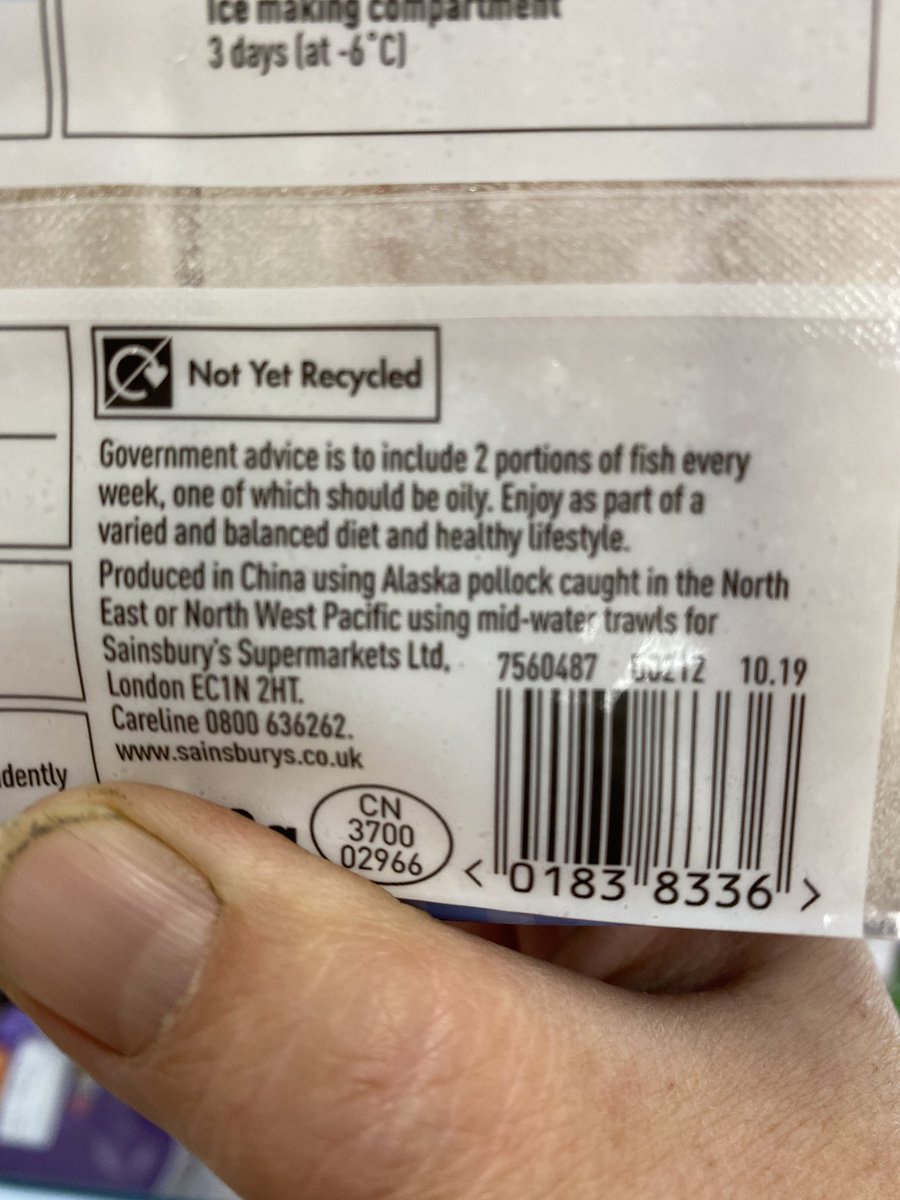 Ice making compartment
3 days (at -6°C)
Not Yet Recycled
Government advice is to include 2 portions of fish every
week, one of which should be oily. Enjoy as part of a
varied and balanced diet and healthy lifestyle.
Produced in China using Alaska pollock caught in the North
East or North West Pacific using mid-water trawls for
Sainsbury's Supermarkets Ltd,
London EC1N 2HT.
Careline 0800 636262.
www.sainsburys.co.uk
7560487 10.19
dently
CN
3700
02966
< 0183 8336 >